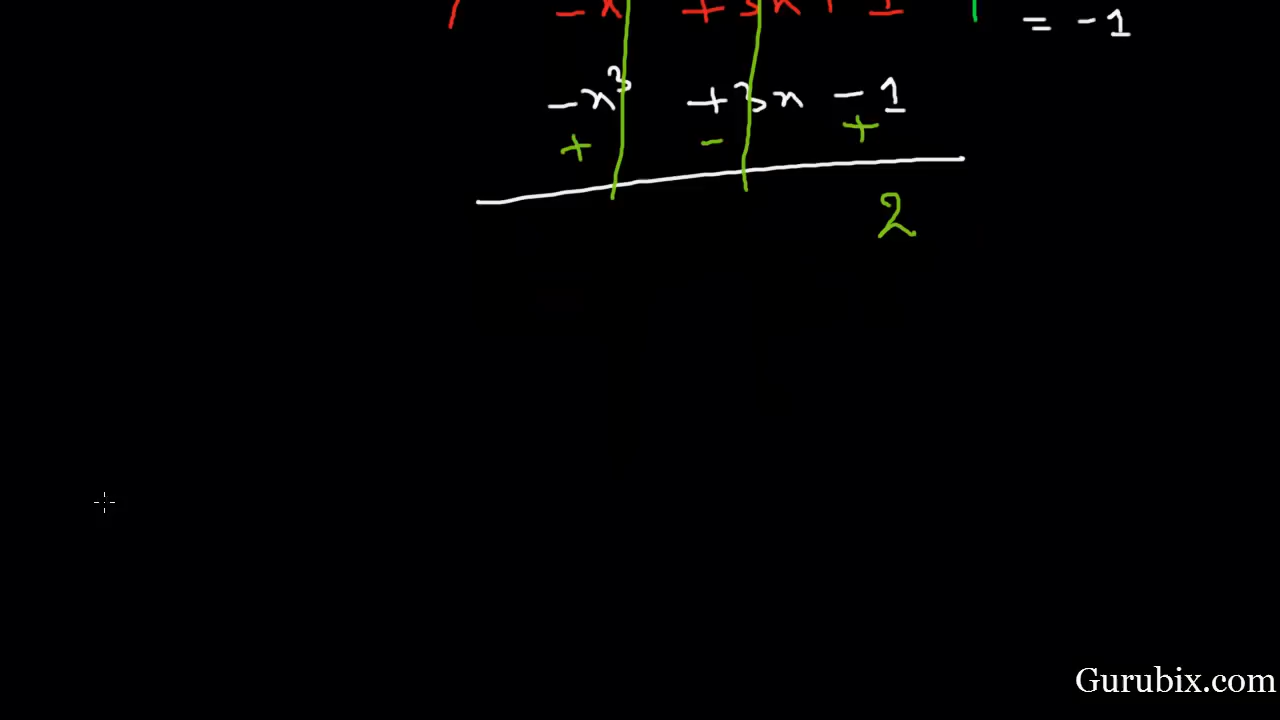 = -1
-x³ +3x -1
+ - +
2
Gurubix.com